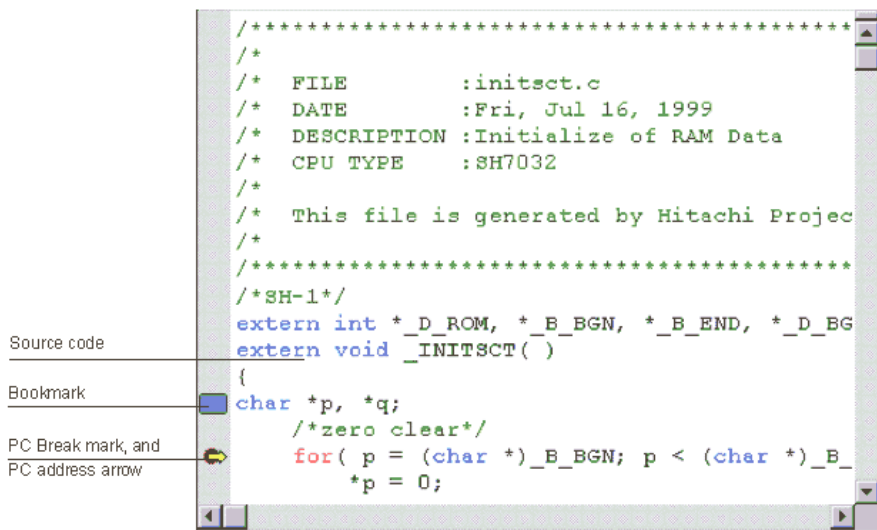 /*********************************************
/*
/*  FILE        :initsct.c
/*  DATE        :Fri, Jul 16, 1999
/*  DESCRIPTION :Initialize of RAM Data
/*  CPU TYPE    :SH7032
/*
/*  This file is generated by Hitachi Projec
/*
/*********************************************
/*SH-1*/
extern int *_D_ROM, *_B_BGN, *_B_END, *_D_BG
Source code
extern void _INITSCT( )
{
Bookmark
char *p, *q;
    /*zero clear*/
PC Break mark, and
PC address arrow
    for( p = (char *)_B_BGN; p < (char *)_B_
        *p = 0;